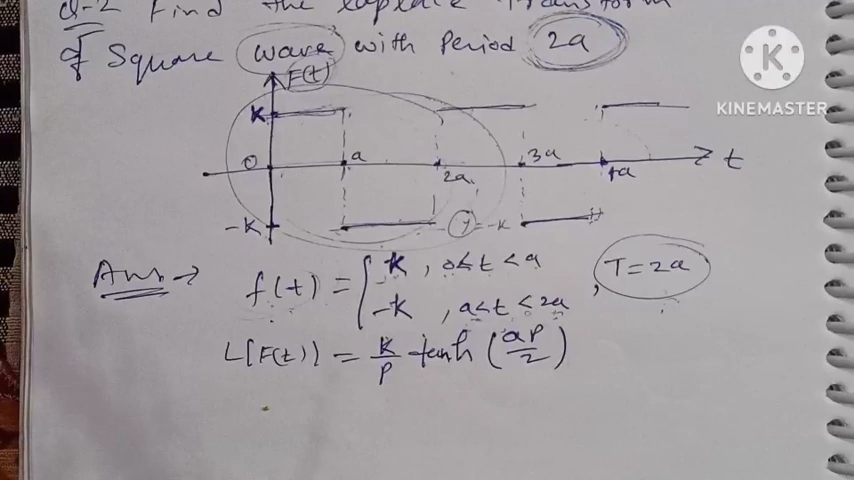 Q-2 Find the Laplace Transform
of Square wave with Period 2a
K
KINEMASTER
F(t)
K
0 a 2a 3a 4a t
-K y=-K
Ans → f(t) = { K, 0<t<a
-K, a<t<2a , T=2a
L[F(t)] = K/P tanh (aP/2)